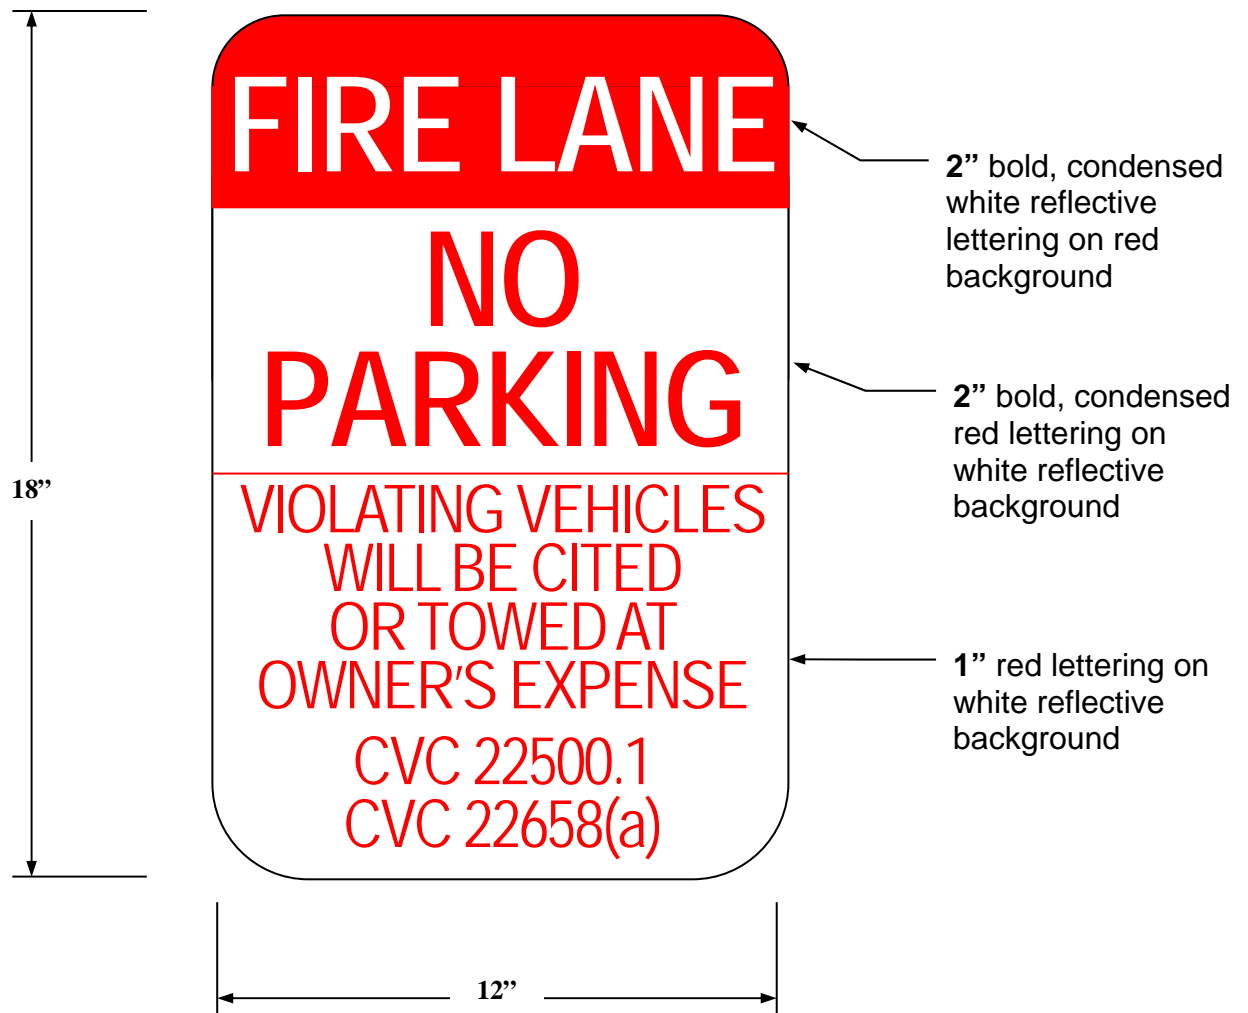 FIRE LANE
NO
PARKING
VIOLATING VEHICLES
WILL BE CITED
OR TOWED AT
OWNER'S EXPENSE
CVC 22500.1
CVC 22658(a)
2” bold, condensed
white reflective
lettering on red
background
2” bold, condensed
red lettering on
white reflective
background
1” red lettering on
white reflective
background
18”
12”